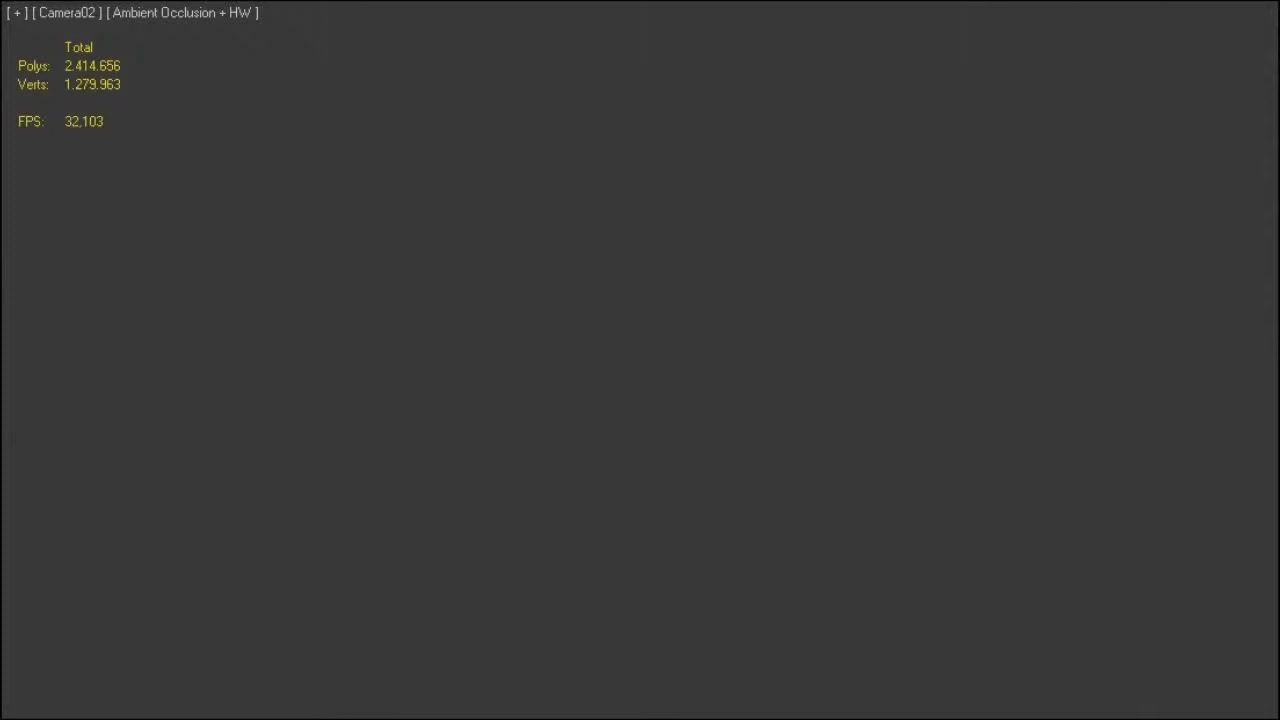 [ + ] [ Camera02 ] [ Ambient Occlusion + HW ]
Total
Polys: 2.414.656
Verts: 1.279.963
FPS: 32,103